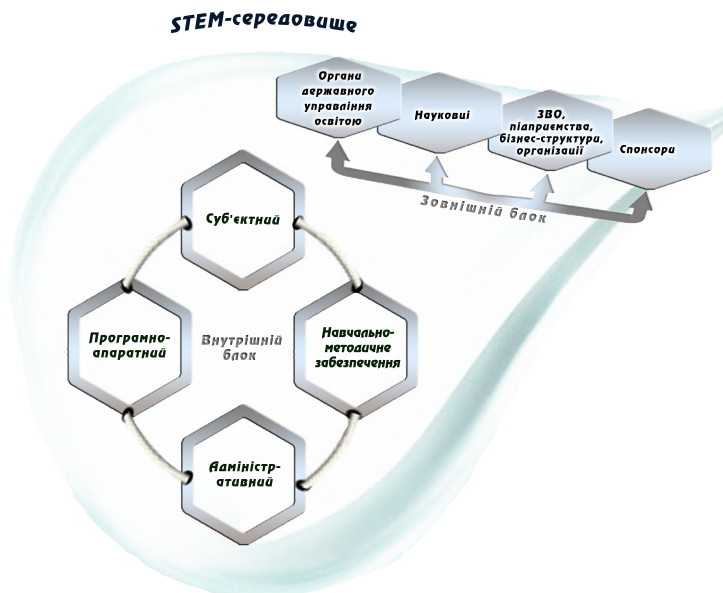 STEM-середовище
Органи
державного
управління
освітою
Наукові
ЗВО,
підприємства,
бізнес-структури,
організації
Спонсори
Зовнішній блок
Суб'єктний
Програмно-
апаратний
Внутрішній
блок
Навчально-
методичне
забезпечення
Адміністр-
ативний